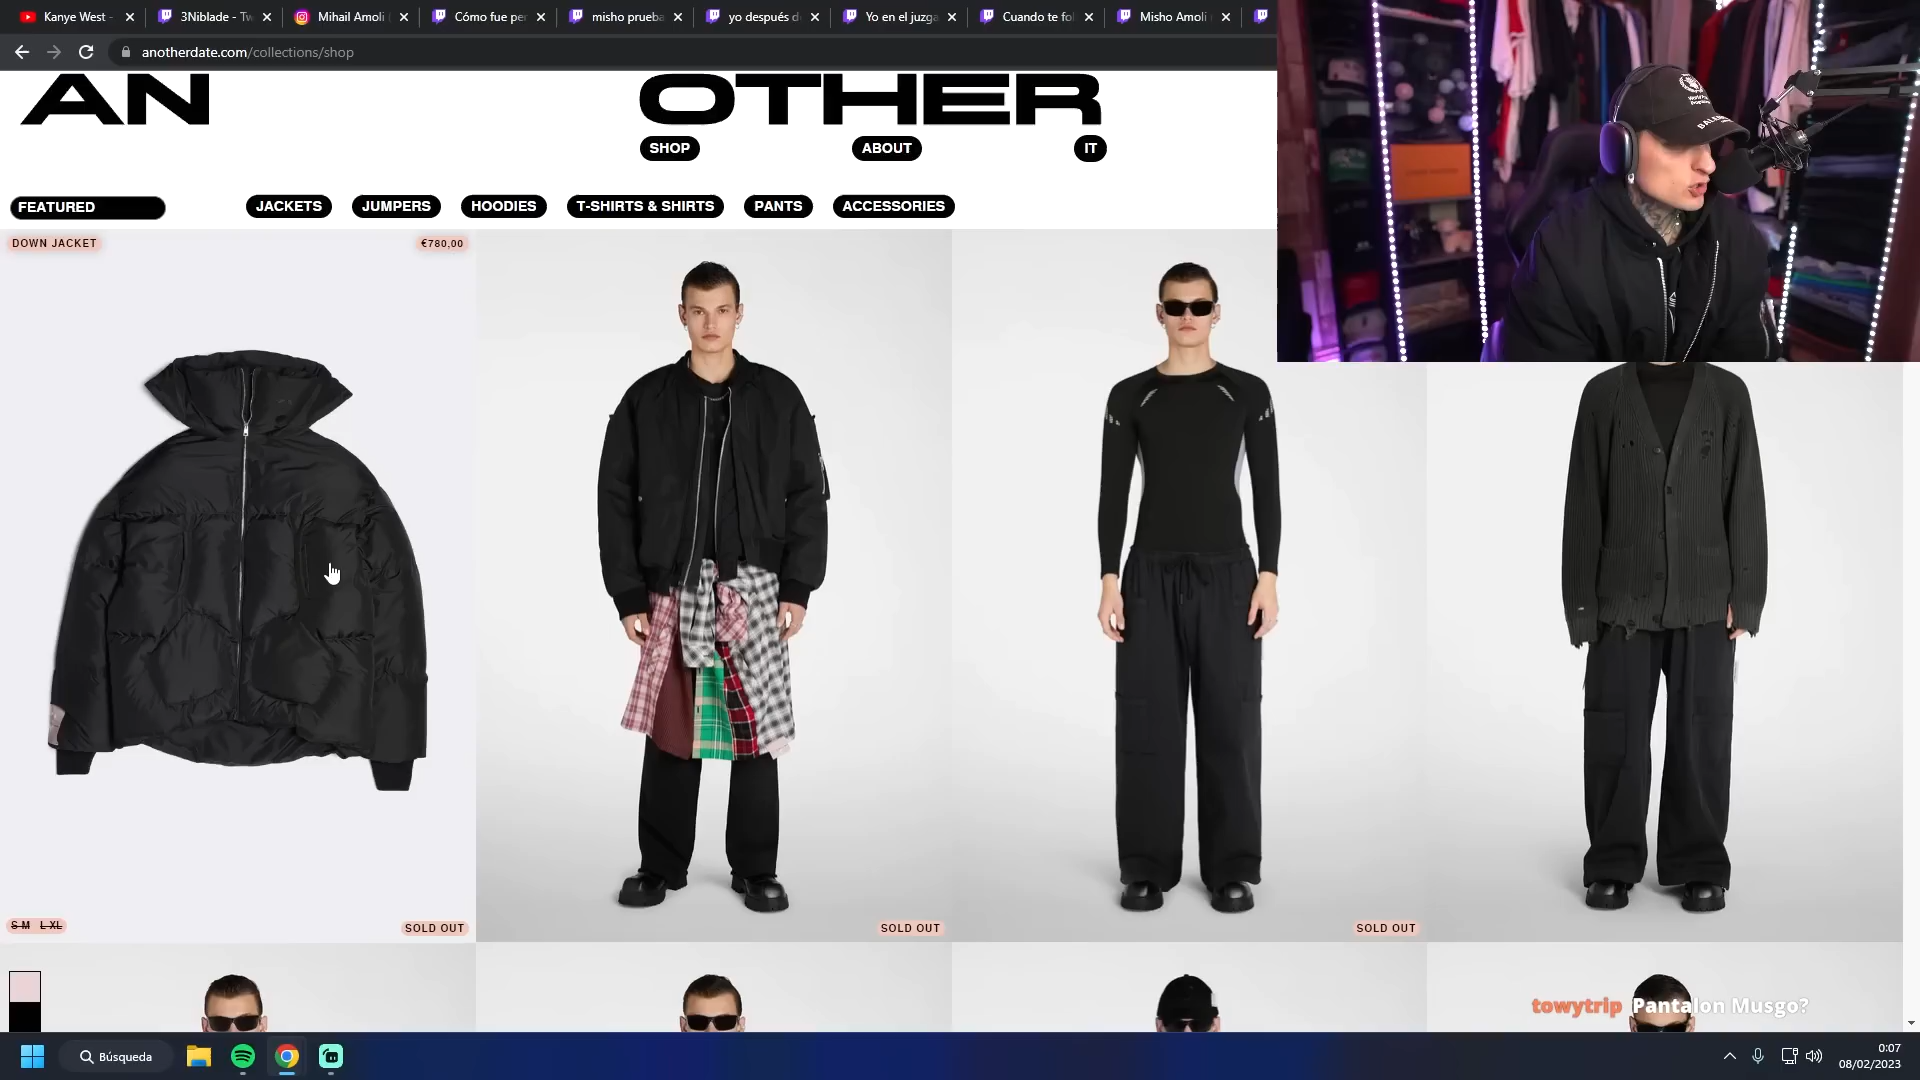 Kanye West -
3Niblade - Tw
Mihail Amoli (
Cómo fue per
misho prueba
yo después d
Yo en el juzga
Cuando te fol
Misho Amoli
anotherdate.com/collections/shop
AN OTHER
SHOP
ABOUT
IT
FEATURED
JACKETS
JUMPERS
HOODIES
T-SHIRTS & SHIRTS
PANTS
ACCESSORIES
DOWN JACKET
€780,00
S-M L-XL
SOLD OUT
SOLD OUT
SOLD OUT
towytrip Pantalon Musgo?
Búsqueda
0:07
08/02/2023